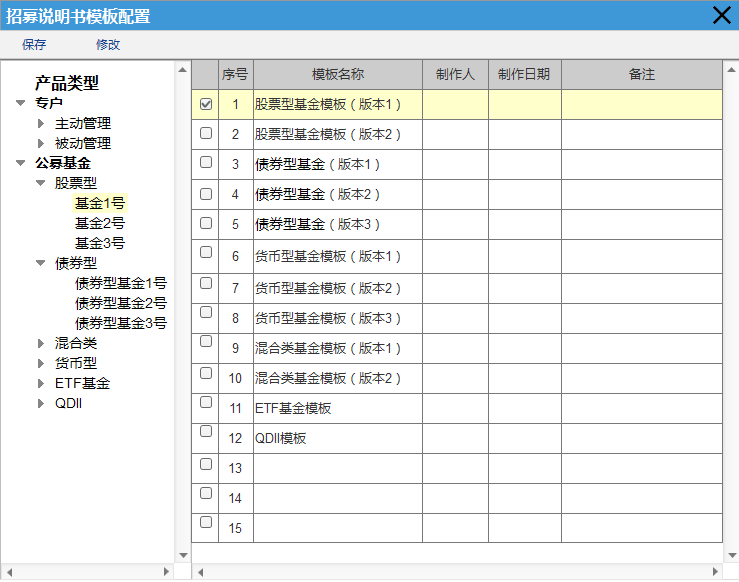 招募说明书模板配置
保存 修改
产品类型
专户
主动管理
被动管理
公募基金
股票型
基金1号
基金2号
基金3号
债券型
债券型基金1号
债券型基金2号
债券型基金3号
混合类
货币型
ETF基金
QDII
序号 模板名称 制作人 制作日期 备注
1 股票型基金模板（版本1）
2 股票型基金模板（版本2）
3 债券型基金（版本1）
4 债券型基金（版本2）
5 债券型基金（版本3）
6 货币型基金模板（版本1）
7 货币型基金模板（版本2）
8 货币型基金模板（版本3）
9 混合类基金模板（版本1）
10 混合类基金模板（版本2）
11 ETF基金模板
12 QDII模板
13
14
15